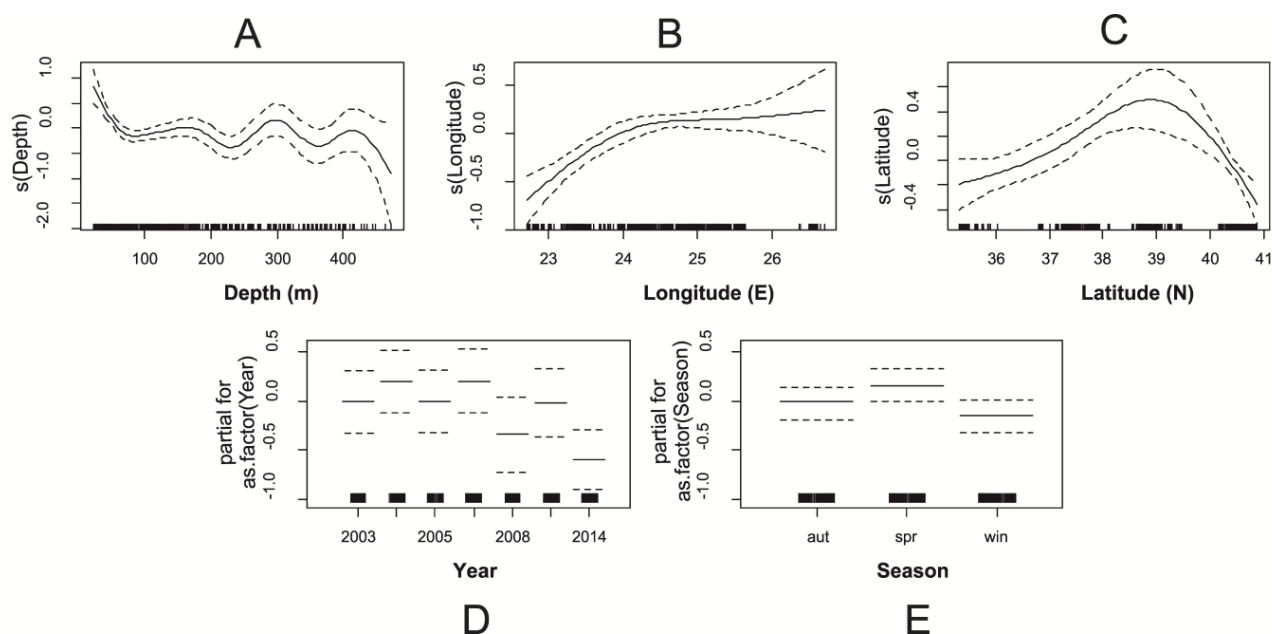 A
B
C
s(Depth)
1.0
0.0
-1.0
-2.0
100
200
300
400
Depth (m)
s(Longitude)
0.5
0.0
-0.5
-1.0
23
24
25
26
Longitude (E)
s(Latitude)
0.4
0.0
-0.4
36
37
38
39
40
41
Latitude (N)
partial for
as.factor(Year)
0.5
0.0
-0.5
-1.0
2003
2005
2008
2014
Year
partial for
as.factor(Season)
0.5
0.0
-0.5
-1.0
aut
spr
win
Season
D
E